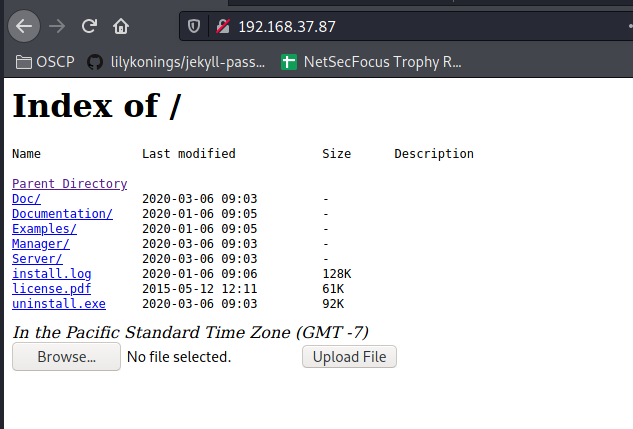 192.168.37.87
OSCP lilykonings/jekyll-pass... NetSecFocus Trophy R...
Index of /
Name Last modified Size Description
Parent Directory
Doc/ 2020-03-06 09:03 -
Documentation/ 2020-01-06 09:05 -
Examples/ 2020-01-06 09:05 -
Manager/ 2020-03-06 09:03 -
Server/ 2020-03-06 09:03 -
install.log 2020-01-06 09:06 128K
license.pdf 2015-05-12 12:11 61K
uninstall.exe 2020-03-06 09:03 92K
In the Pacific Standard Time Zone (GMT -7)
Browse... No file selected. Upload File